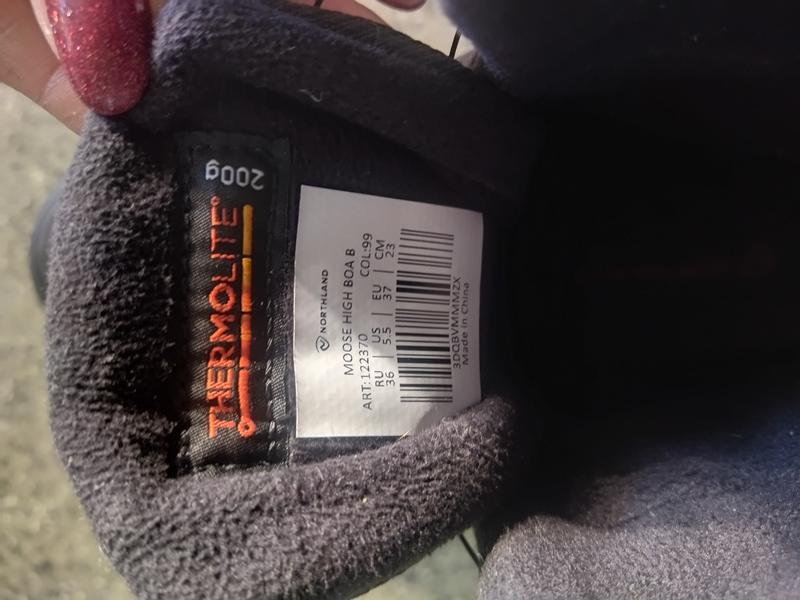 200g
THERMOLITE®
NORTHLAND
MOOSE HIGH BOA B
ART:122370 COL:99
RU | US | EU | CM
36 | 5.5 | 37 | 23
3DQBVMMMZX
Made in China